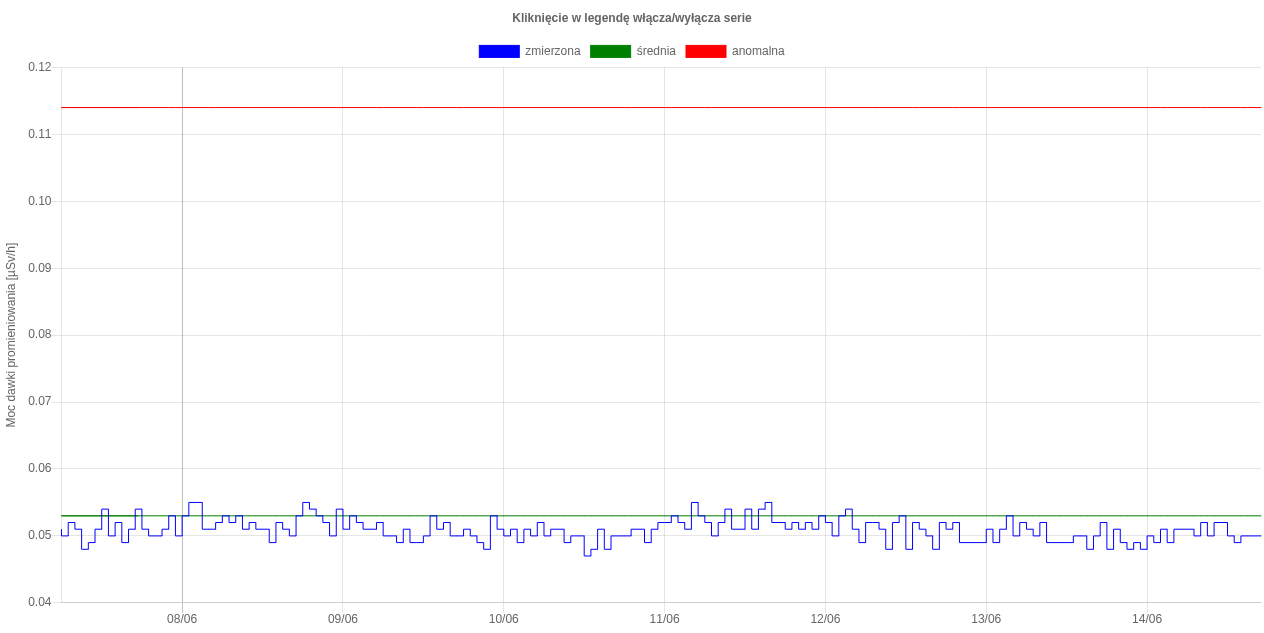 Kliknięcie w legendę włącza/wyłącza serie
zmierzona średnia anomalna
Moc dawki promieniowania [µSv/h]
0.12
0.11
0.10
0.09
0.08
0.07
0.06
0.05
0.04
08/06 09/06 10/06 11/06 12/06 13/06 14/06